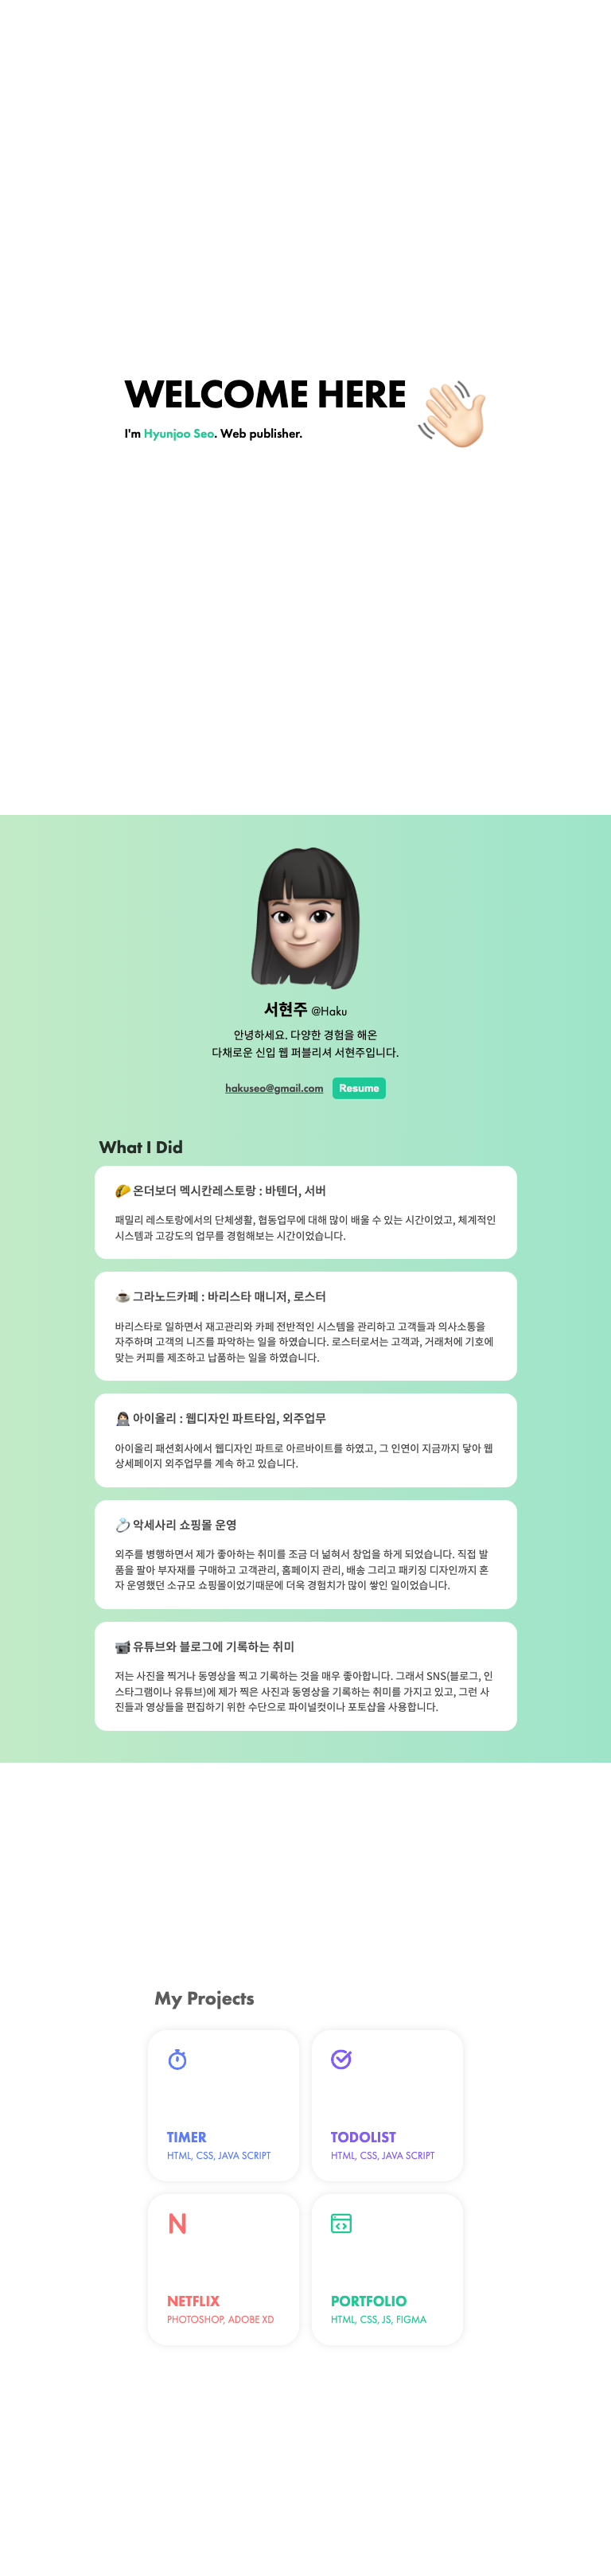 WELCOME HERE
I'm Hyunjoo Seo. Web publisher.
서현주 @Haku
안녕하세요. 다양한 경험을 해온
다채로운 신입 웹 퍼블리셔 서현주입니다.
hakuseo@gmail.com Resume
What I Did
온더보더 멕시칸레스토랑 : 바텐더, 서버
패밀리 레스토랑에서의 단체생활, 협동업무에 대해 많이 배울 수 있는 시간이었고, 체계적인
시스템과 고강도의 업무를 경험해보는 시간이었습니다.
그라노드카페 : 바리스타 매니저, 로스터
바리스타로 일하면서 재고관리와 카페 전반적인 시스템을 관리하고 고객들과 의사소통을
자주하며 고객의 니즈를 파악하는 일을 하였습니다. 로스터로서는 고객과, 거래처에 기호에
맞는 커피를 제조하고 납품하는 일을 하였습니다.
아이올리 : 웹디자인 파트타임, 외주업무
아이올리 패션회사에서 웹디자인 파트로 아르바이트를 하였고, 그 인연이 지금까지 닿아 웹
상세페이지 외주업무를 계속 하고 있습니다.
악세사리 쇼핑몰 운영
외주를 병행하면서 제가 좋아하는 취미를 조금 더 넓혀서 창업을 하게 되었습니다. 직접 발
품을 팔아 부자재를 구매하고 고객관리, 홈페이지 관리, 배송 그리고 패키징 디자인까지 혼
자 운영했던 소규모 쇼핑몰이었기때문에 더욱 경험치가 많이 쌓인 일이었습니다.
유튜브와 블로그에 기록하는 취미
저는 사진을 찍거나 동영상을 찍고 기록하는 것을 매우 좋아합니다. 그래서 SNS(블로그, 인
스타그램이나 유튜브)에 제가 찍은 사진과 동영상을 기록하는 취미를 가지고 있고, 그런 사
진들과 영상들을 편집하기 위한 수단으로 파이널컷이나 포토샵을 사용합니다.
My Projects
TIMER
HTML, CSS, JAVA SCRIPT
TODOLIST
HTML, CSS, JAVA SCRIPT
N
NETFLIX
PHOTOSHOP, ADOBE XD
PORTFOLIO
HTML, CSS, JS, FIGMA